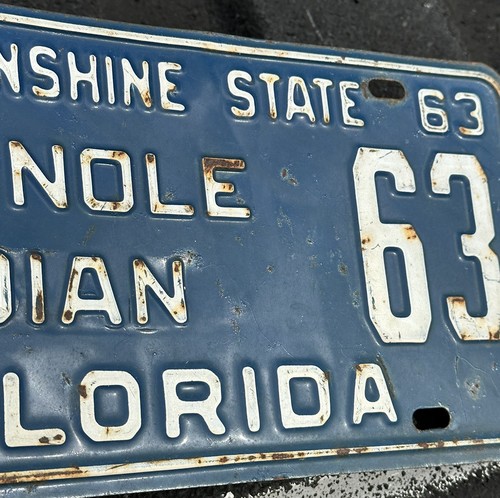 NSHINE STATE 63
NOLE 63
DIAN
LORIDA